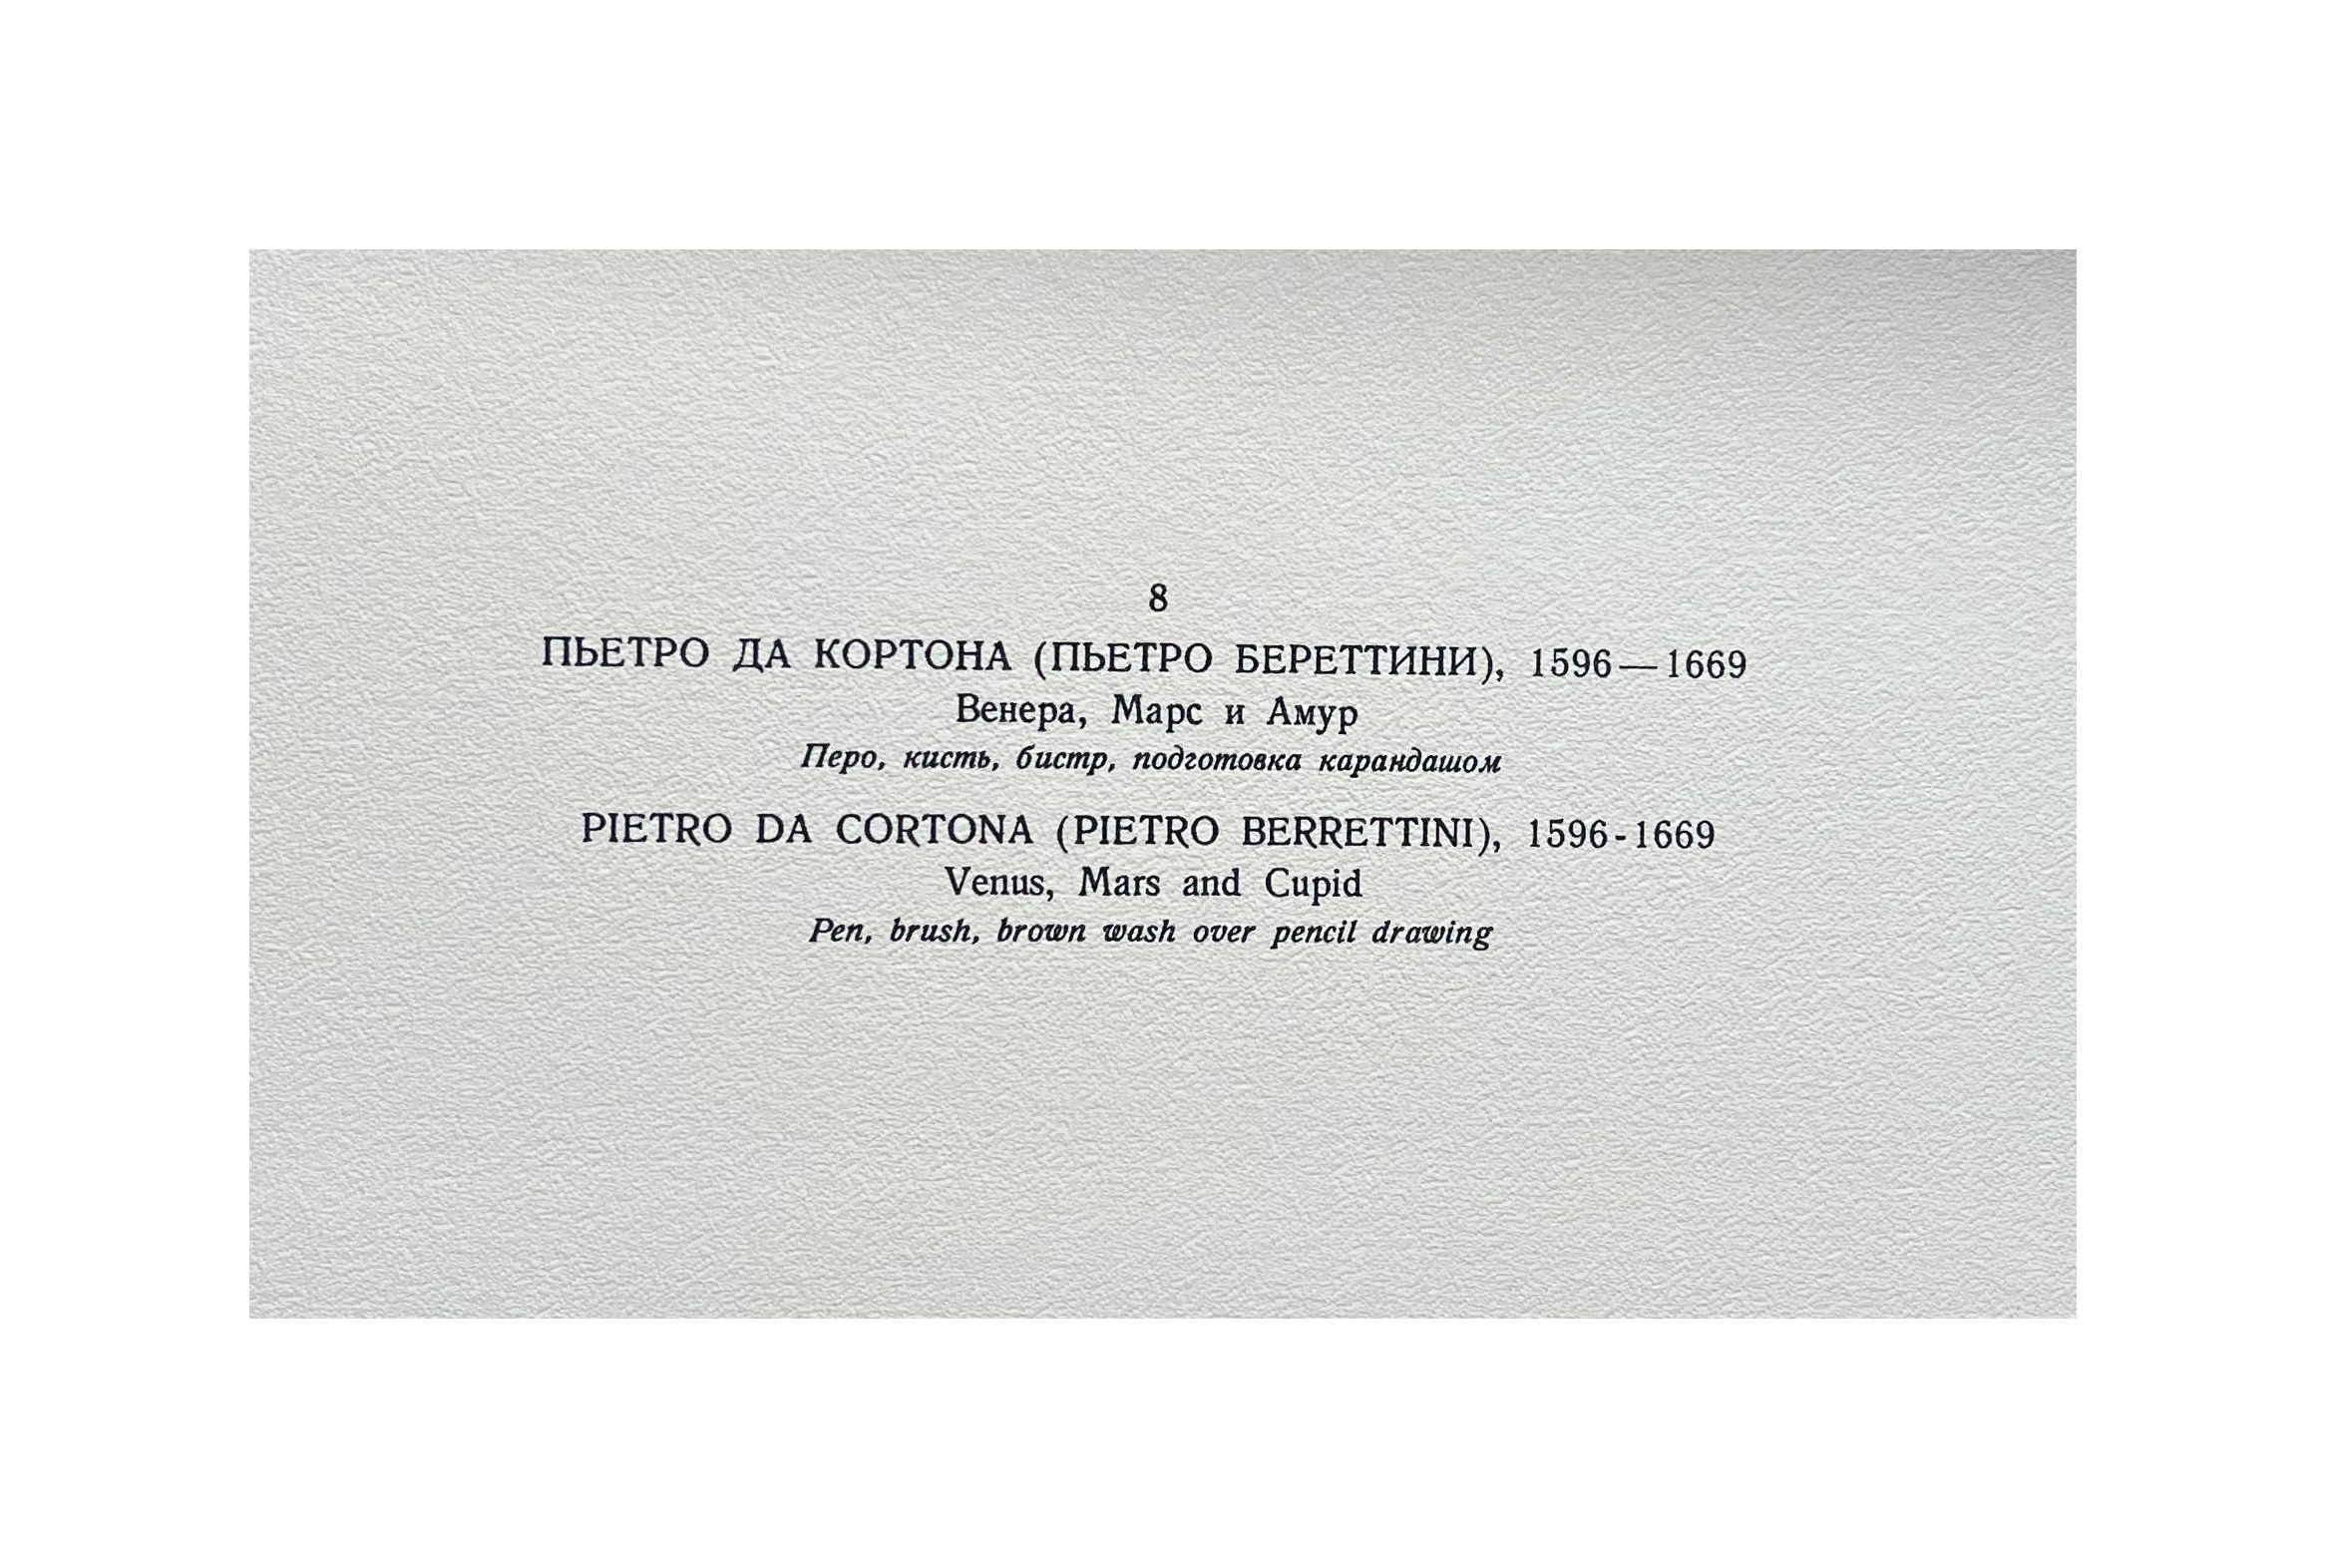 8
ПЬЕТРО ДА КОРТОНА (ПЬЕТРО БЕРЕТТИНИ), 1596—1669
Венера, Марс и Амур
Перо, кисть, бистр, подготовка карандашом
PIETRO DA CORTONA (PIETRO BERRETTINI), 1596-1669
Venus, Mars and Cupid
Pen, brush, brown wash over pencil drawing